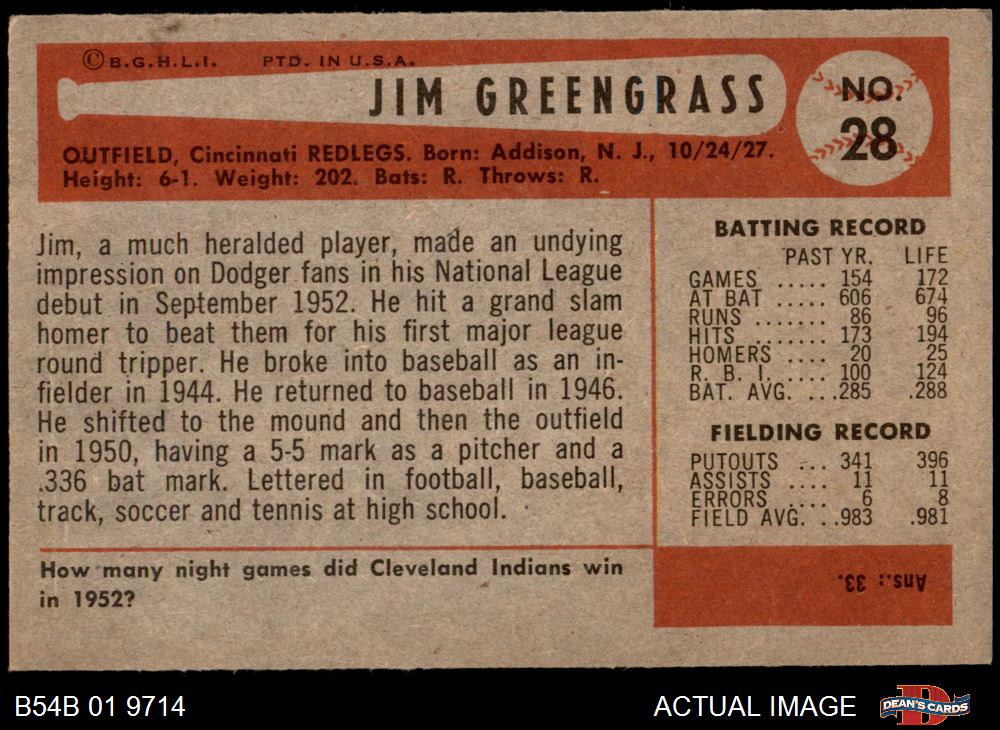 ©B.G.H.L.I. PTD. IN U.S.A.
JIM GREENGRASS
NO.
28
OUTFIELD, Cincinnati REDLEGS. Born: Addison, N. J., 10/24/27.
Height: 6-1. Weight: 202. Bats: R. Throws: R.
Jim, a much heralded player, made an undying
impression on Dodger fans in his National League
debut in September 1952. He hit a grand slam
homer to beat them for his first major league
round tripper. He broke into baseball as an in-
fielder in 1944. He returned to baseball in 1946.
He shifted to the mound and then the outfield
in 1950, having a 5-5 mark as a pitcher and a
.336 bat mark. Lettered in football, baseball,
track, soccer and tennis at high school.
How many night games did Cleveland Indians win
in 1952?
BATTING RECORD
PAST YR. LIFE
GAMES ..... 154 172
AT BAT ..... 606 674
RUNS ....... 86 96
HITS ........ 173 194
HOMERS .... 20 25
R. B. I. ..... 100 124
BAT. AVG. ...285 .288
FIELDING RECORD
PUTOUTS ... 341 396
ASSISTS .... 11 11
ERRORS .... 6 8
FIELD AVG. ..983 .981
Ans.: 33.
B54B 01 9714
ACTUAL IMAGE
D
DEAN'S CARDS